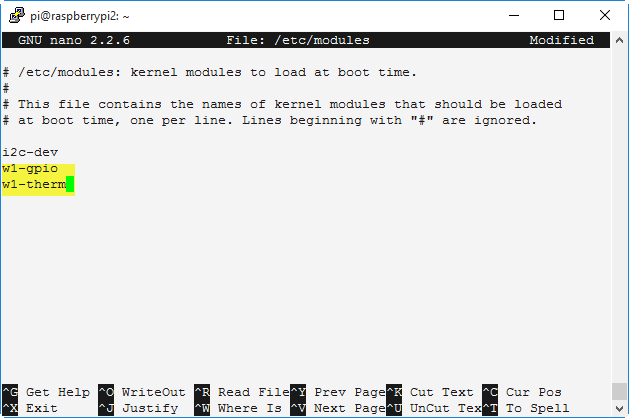 pi@raspberrypi2: ~
GNU nano 2.2.6 File: /etc/modules Modified
# /etc/modules: kernel modules to load at boot time.
#
# This file contains the names of kernel modules that should be loaded
# at boot time, one per line. Lines beginning with "#" are ignored.
i2c-dev
w1-gpio
w1-therm
^G Get Help ^O WriteOut ^R Read File^Y Prev Page^K Cut Text ^C Cur Pos
^X Exit ^J Justify ^W Where Is ^V Next Page^U UnCut Tex^T To Spell